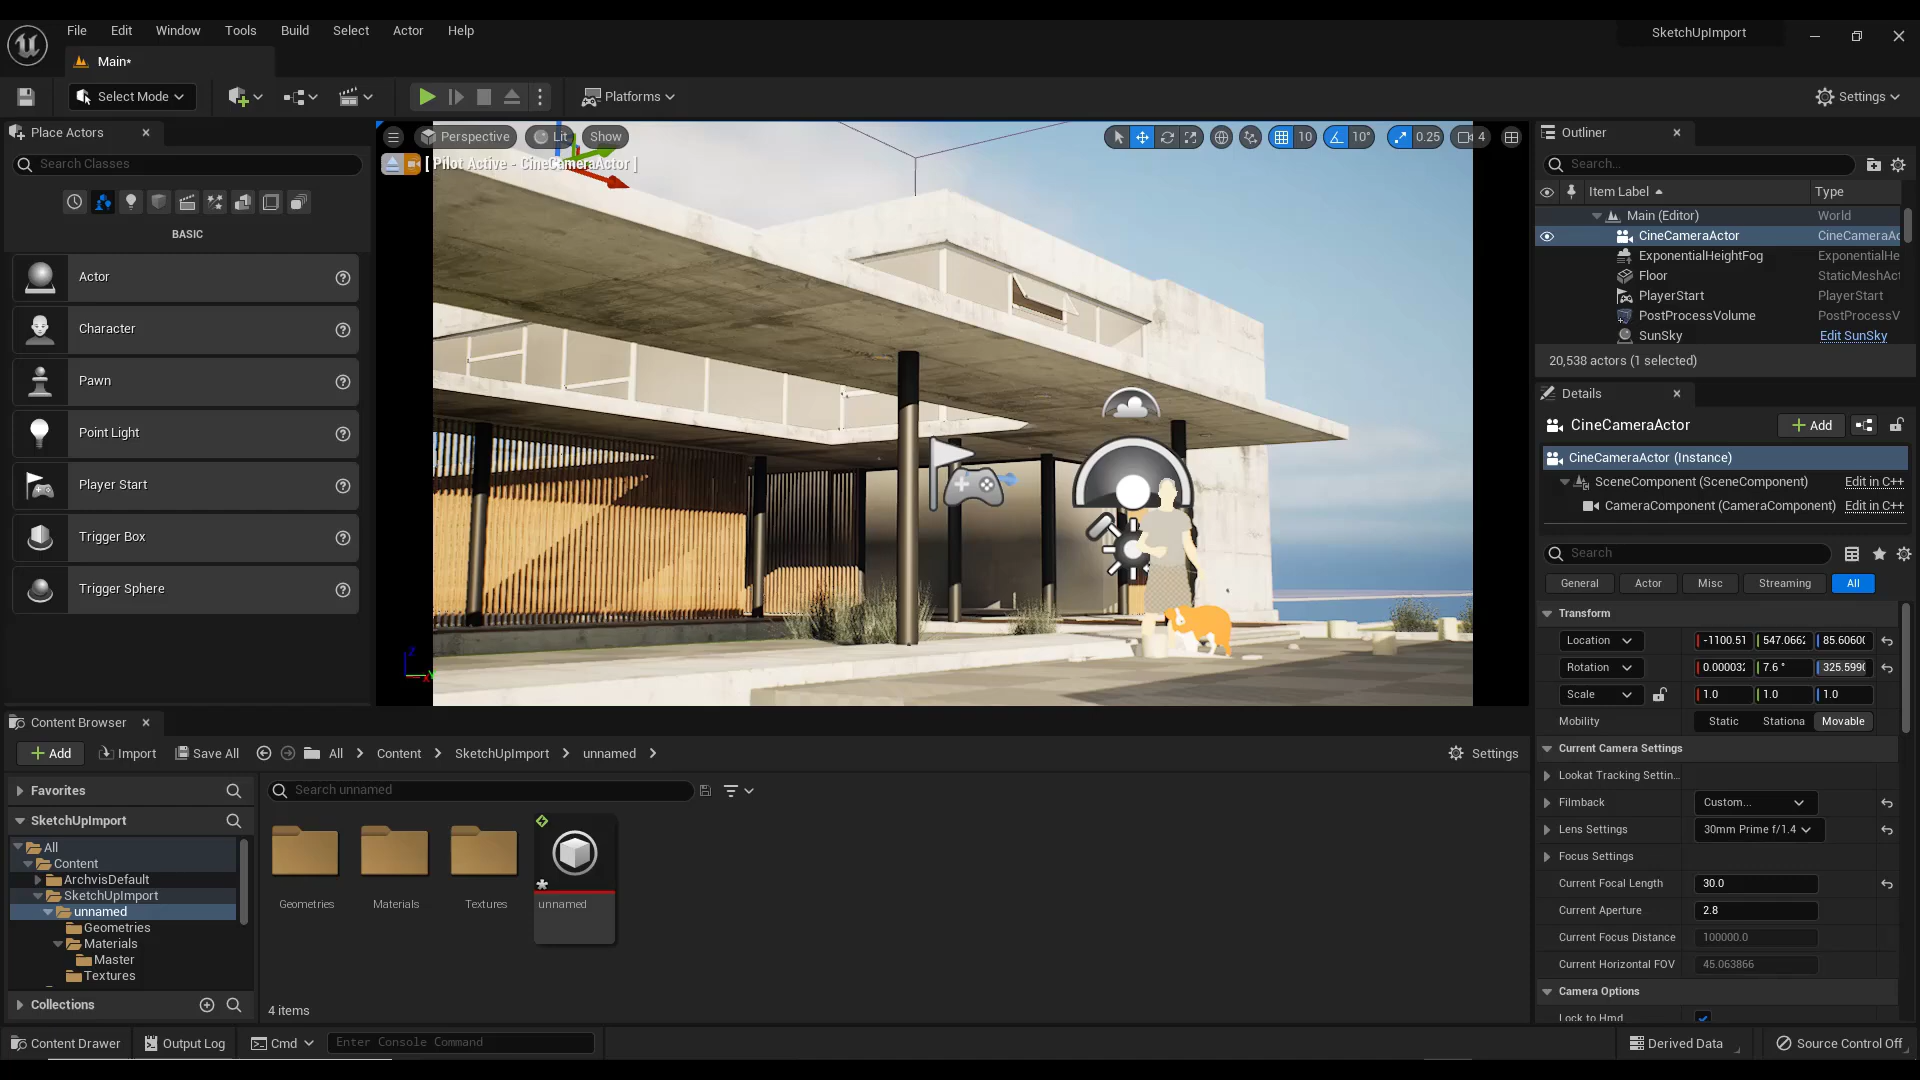 File Edit Window Tools Build Select Actor Help
SketchUpImport
Main*
Select Mode
Platforms
Settings
Place Actors
Search Classes
BASIC
Actor
Character
Pawn
Point Light
Player Start
Trigger Box
Trigger Sphere
Perspective Lit Show
10 10° 0.25 4
[ Pilot Active - CineCameraActor ]
Outliner
Search...
Item Label Type
Main (Editor) World
CineCameraActor CineCameraAc
ExponentialHeightFog ExponentialHe
Floor StaticMeshAct
PlayerStart PlayerStart
PostProcessVolume PostProcessV
SunSky Edit SunSky
20,538 actors (1 selected)
Details
CineCameraActor
Add
CineCameraActor (Instance)
SceneComponent (SceneComponent) Edit in C++
CameraComponent (CameraComponent) Edit in C++
Search
General Actor Misc Streaming All
Transform
Location -1100.51 547.0662 85.6060
Rotation 0.000032 7.6 ° 325.599
Scale 1.0 1.0 1.0
Mobility Static Stationa Movable
Current Camera Settings
Lookat Tracking Settin...
Filmback Custom...
Lens Settings 30mm Prime f/1.4
Focus Settings
Current Focal Length 30.0
Current Aperture 2.8
Current Focus Distance 100000.0
Current Horizontal FOV 45.063866
Camera Options
Lock to Hmd
Content Browser
Add Import Save All All Content SketchUpImport unnamed
Settings
Favorites
SketchUpImport
All
Content
ArchvisDefault
SketchUpImport
unnamed
Geometries
Materials
Master
Textures
Collections
Search unnamed
Geometries Materials Textures unnamed
4 items
Content Drawer Output Log Cmd Enter Console Command
Derived Data Source Control Off